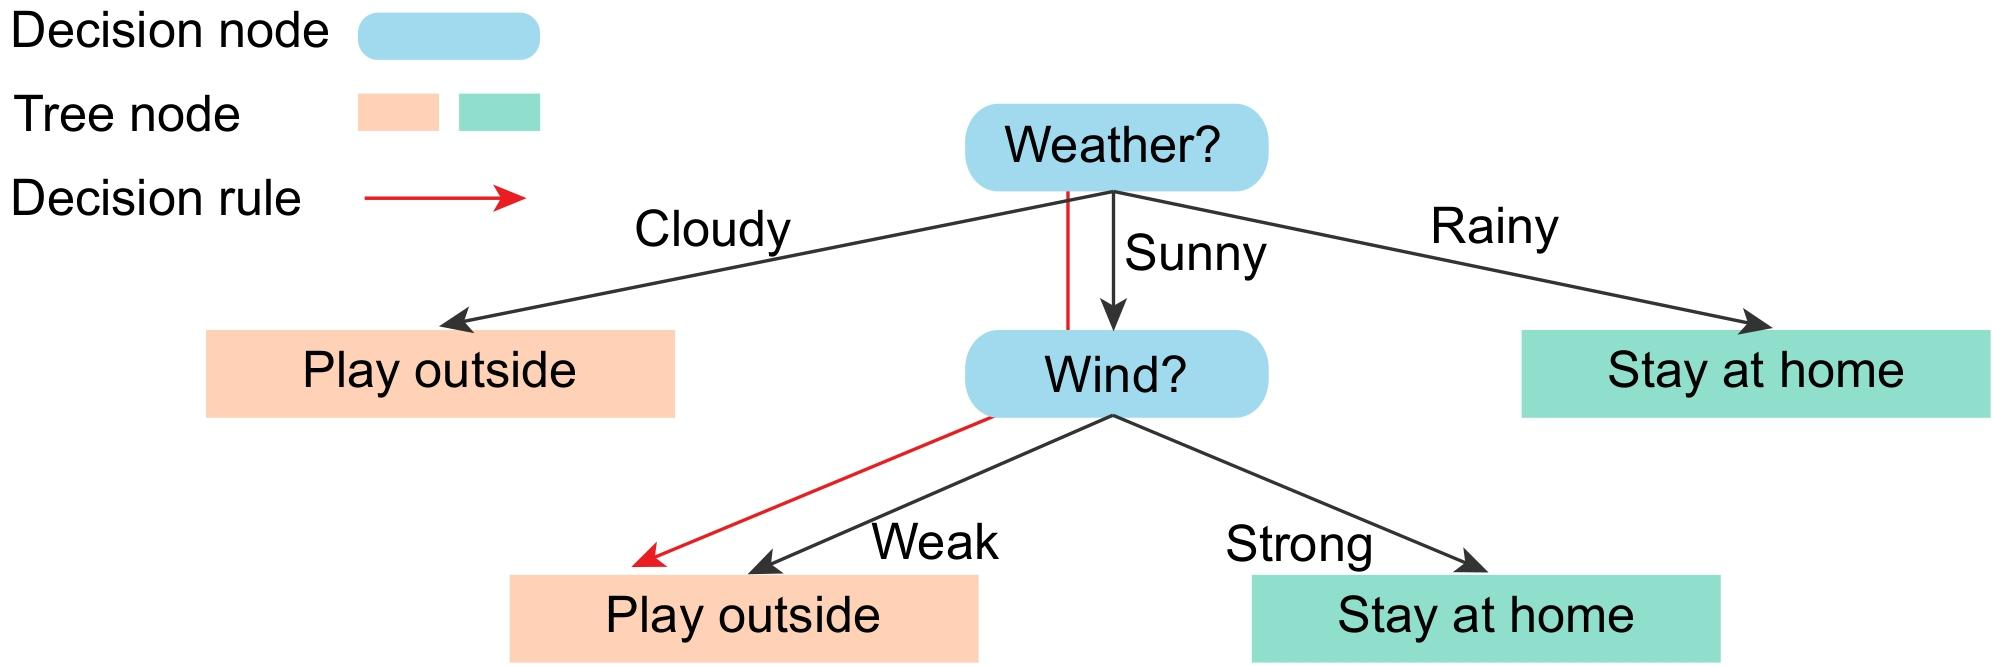 Decision node
Tree node
Decision rule
Weather?
Cloudy
Sunny
Rainy
Play outside
Wind?
Stay at home
Weak
Strong
Play outside
Stay at home